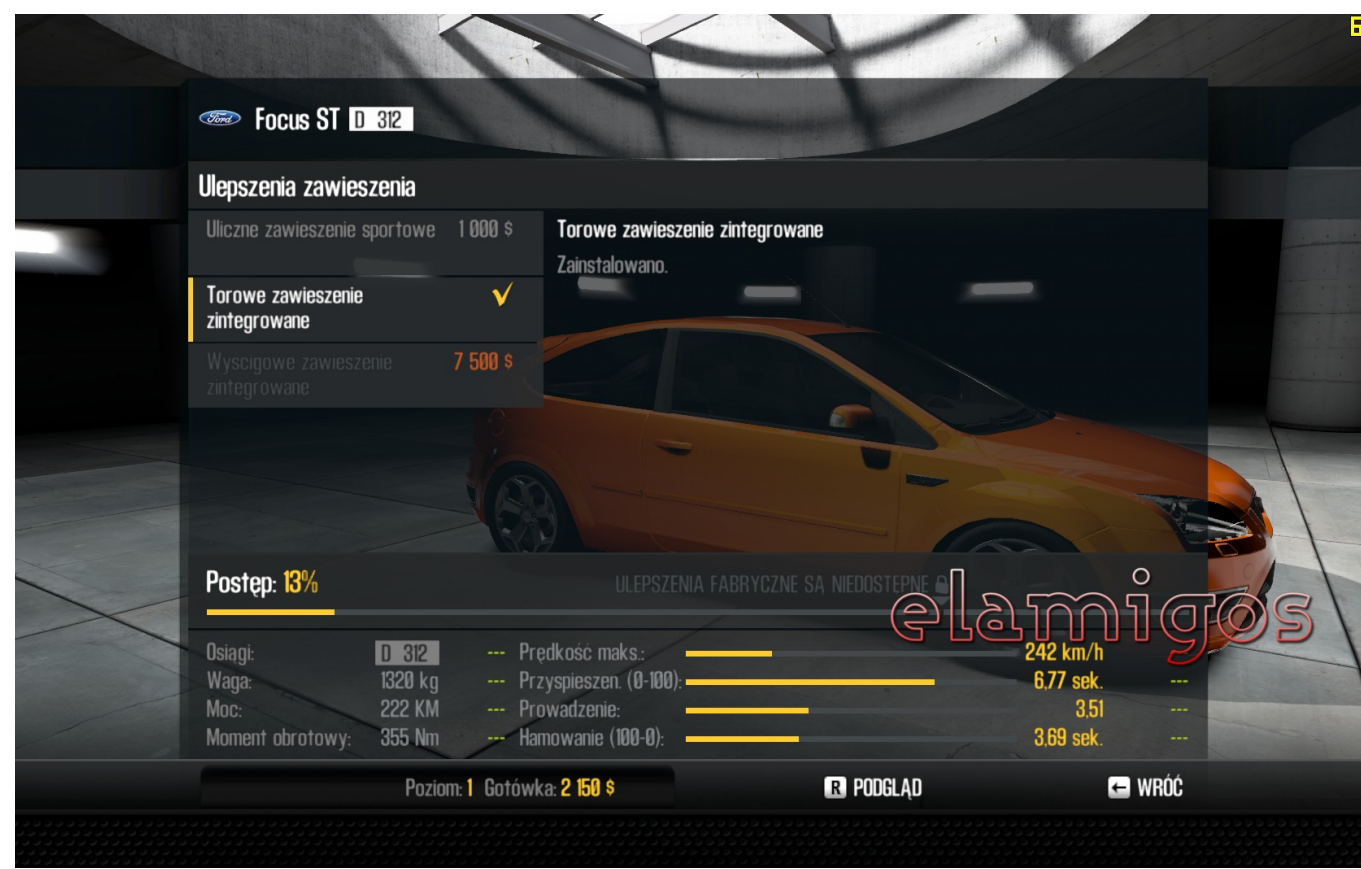 Ford Focus ST D 312
Ulepszenia zawieszenia
Uliczne zawieszenie sportowe 1 000 $
Torowe zawieszenie
zintegrowane
Wyscigowe zawieszenie 7 500 $
zintegrowane
Torowe zawieszenie zintegrowane
Zainstalowano.
Postęp: 13%
ULEPSZENIA FABRYCZNE SĄ NIEDOSTEPNE
elamigos
Osiągi: D 312 --- Prędkość maks.: 242 km/h
Waga: 1320 kg --- Przyspieszen. (0-100): 6,77 sek. ---
Moc: 222 KM --- Prowadzenie: 3,51 ---
Moment obrotowy: 355 Nm --- Hamowanie (100-0): 3,69 sek. ---
Poziom: 1 Gotówka: 2 150 $ R PODGLĄD ← WRÓĆ